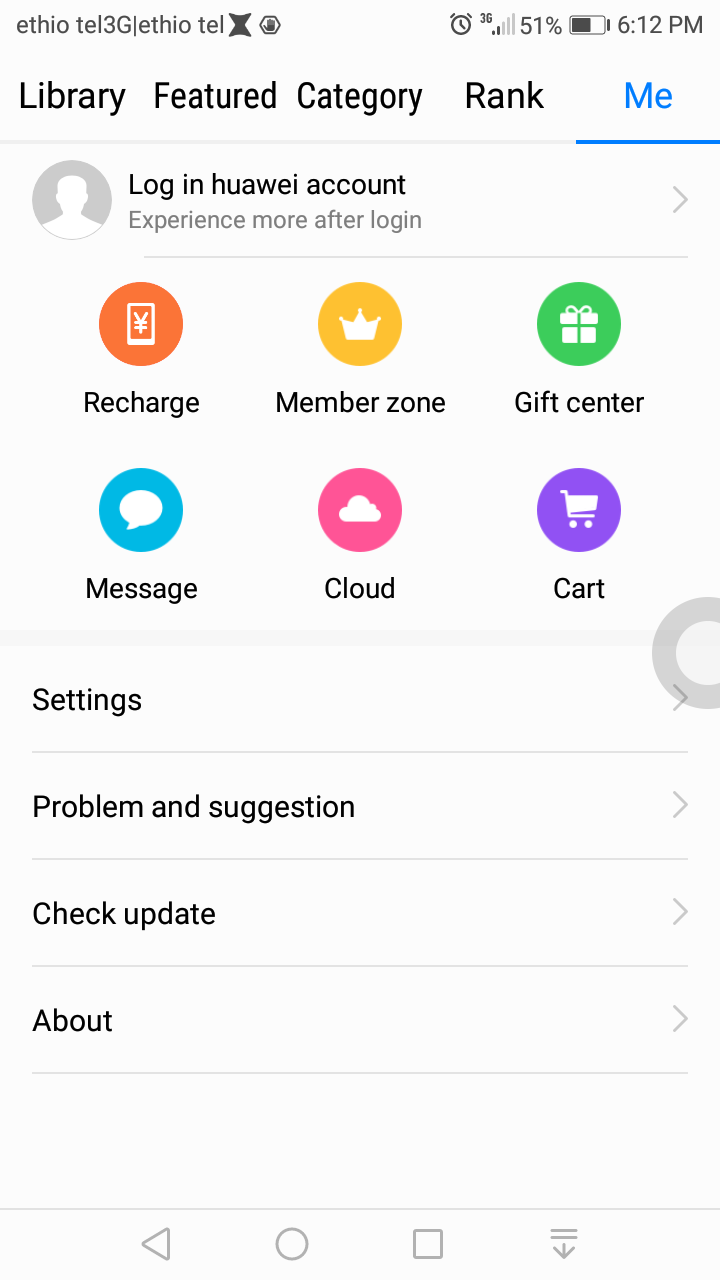 ethio tel3G|ethio tel 3G 51% 6:12 PM
Library Featured Category Rank Me
Log in huawei account
Experience more after login
Recharge Member zone Gift center
Message Cloud Cart
Settings
Problem and suggestion
Check update
About